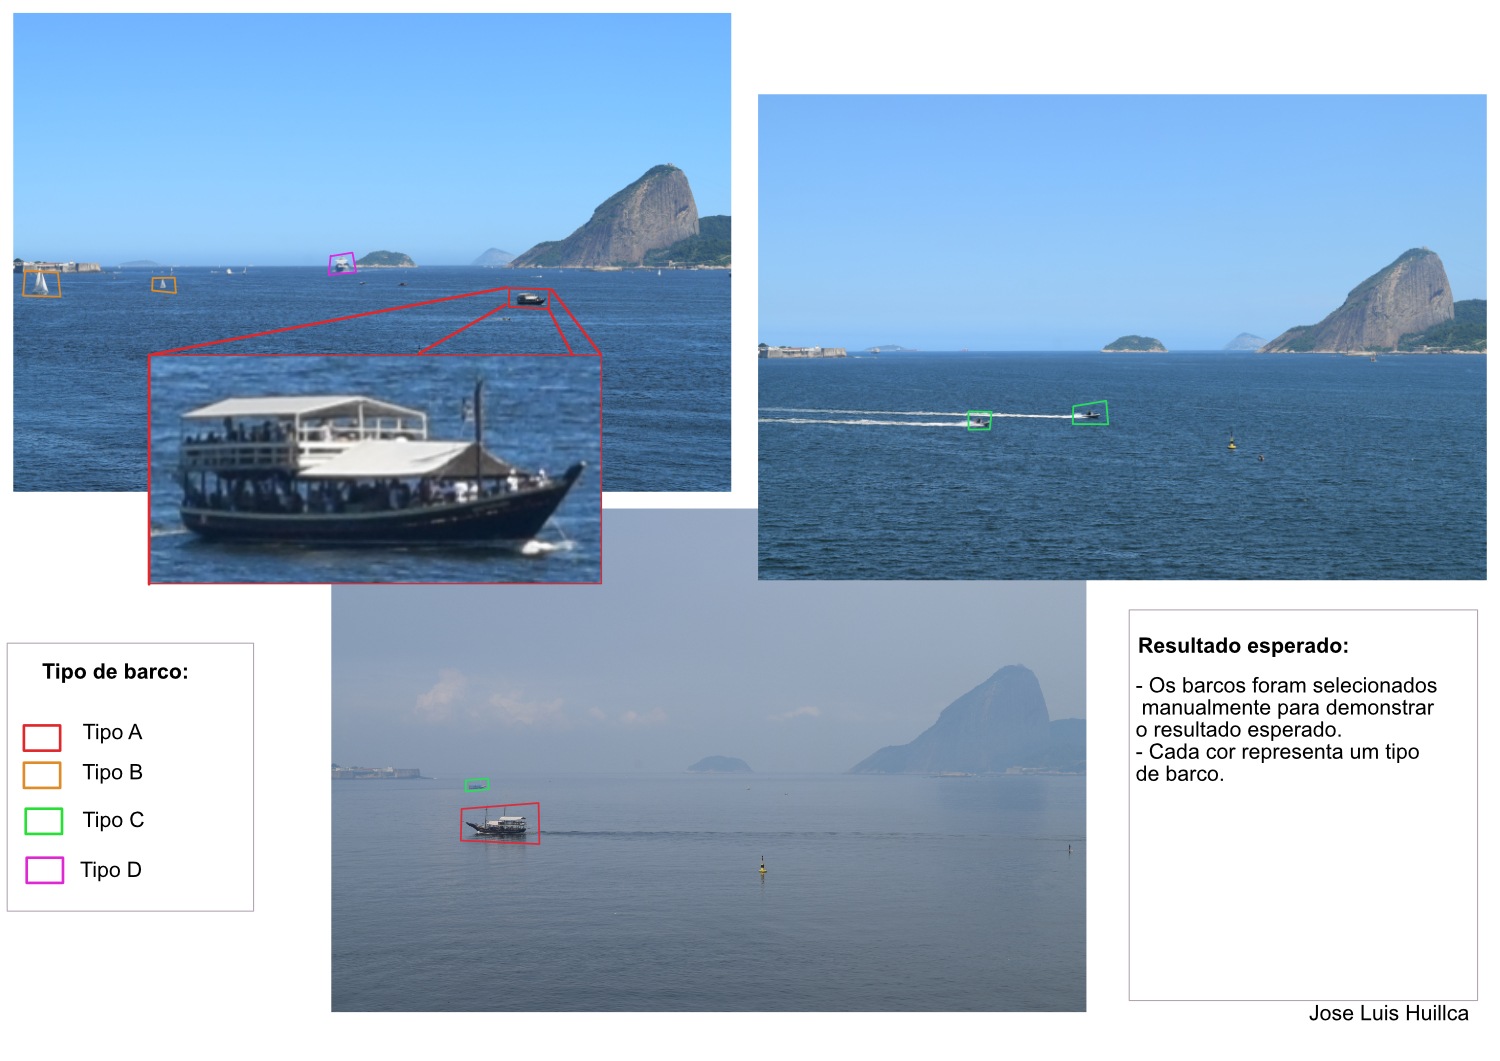 Tipo de barco:
Tipo A
Tipo B
Tipo C
Tipo D
Resultado esperado:
- Os barcos foram selecionados
manualmente para demonstrar
o resultado esperado.
- Cada cor representa um tipo
de barco.
Jose Luis Huillca